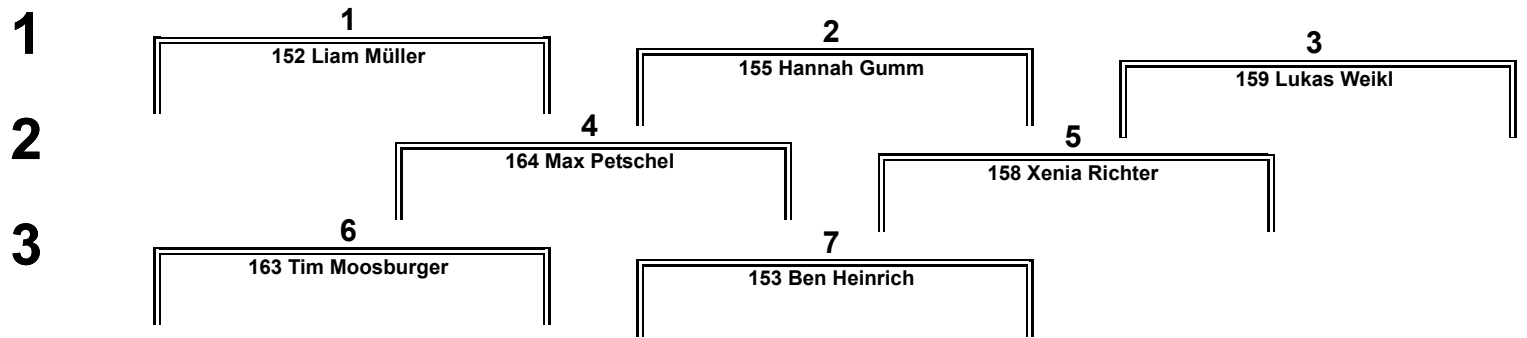 1
1
152 Liam Müller
2
155 Hannah Gumm
3
159 Lukas Weikl
2
4
164 Max Petschel
5
158 Xenia Richter
3
6
163 Tim Moosburger
7
153 Ben Heinrich